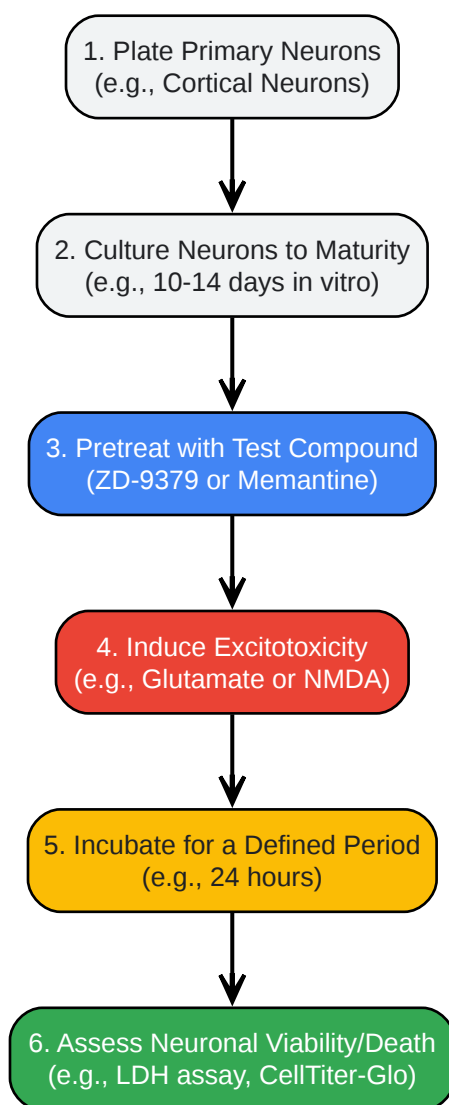 1. Plate Primary Neurons
(e.g., Cortical Neurons)
2. Culture Neurons to Maturity
(e.g., 10-14 days in vitro)
3. Pretreat with Test Compound
(ZD-9379 or Memantine)
4. Induce Excitotoxicity
(e.g., Glutamate or NMDA)
5. Incubate for a Defined Period
(e.g., 24 hours)
6. Assess Neuronal Viability/Death
(e.g., LDH assay, CellTiter-Glo)